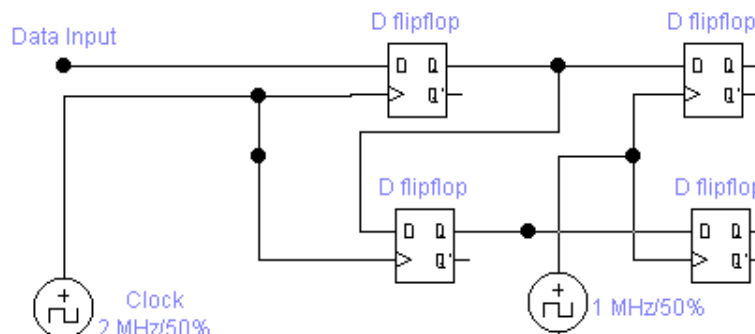 D flipflop
D flipflop
Data Input
D Q
Q'
D Q
Q'
D flipflop
D flipflop
D Q
Q'
D Q
Q'
Clock
2 MHz/50%
1 MHz/50%